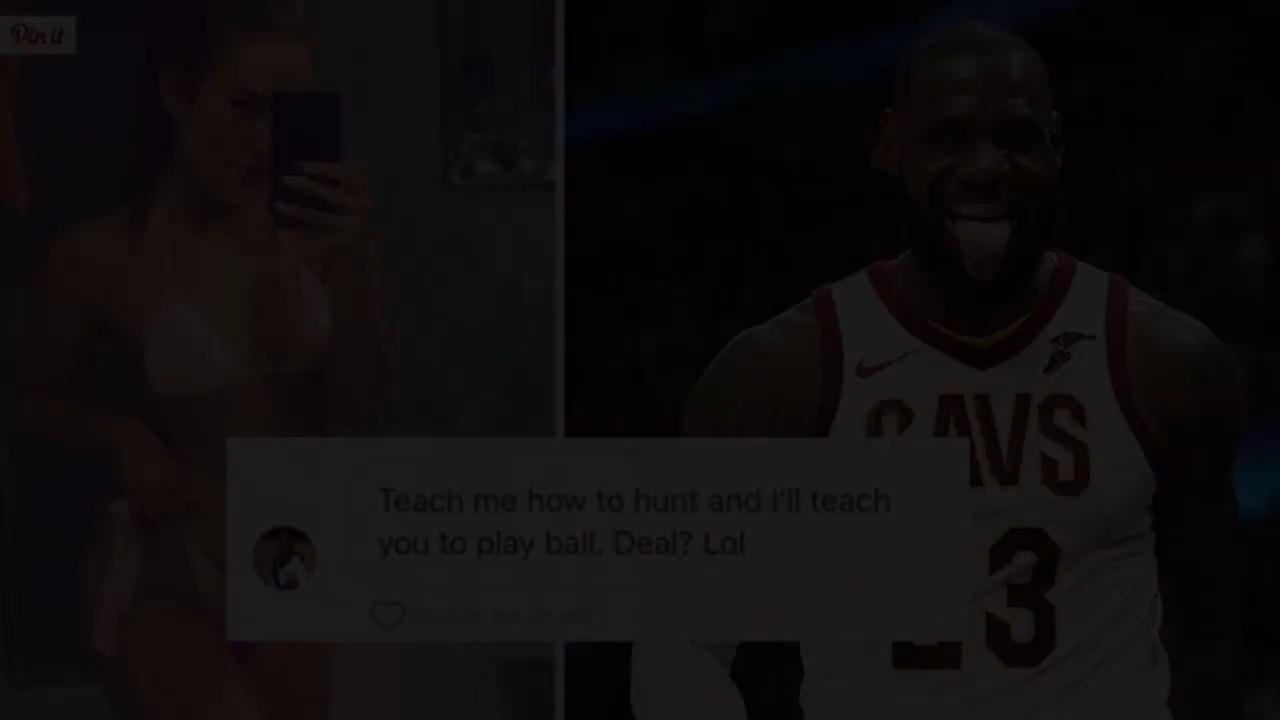 Pin it
Teach me how to hunt and I'll teach
you to play ball. Deal? Lol
CAVS
23